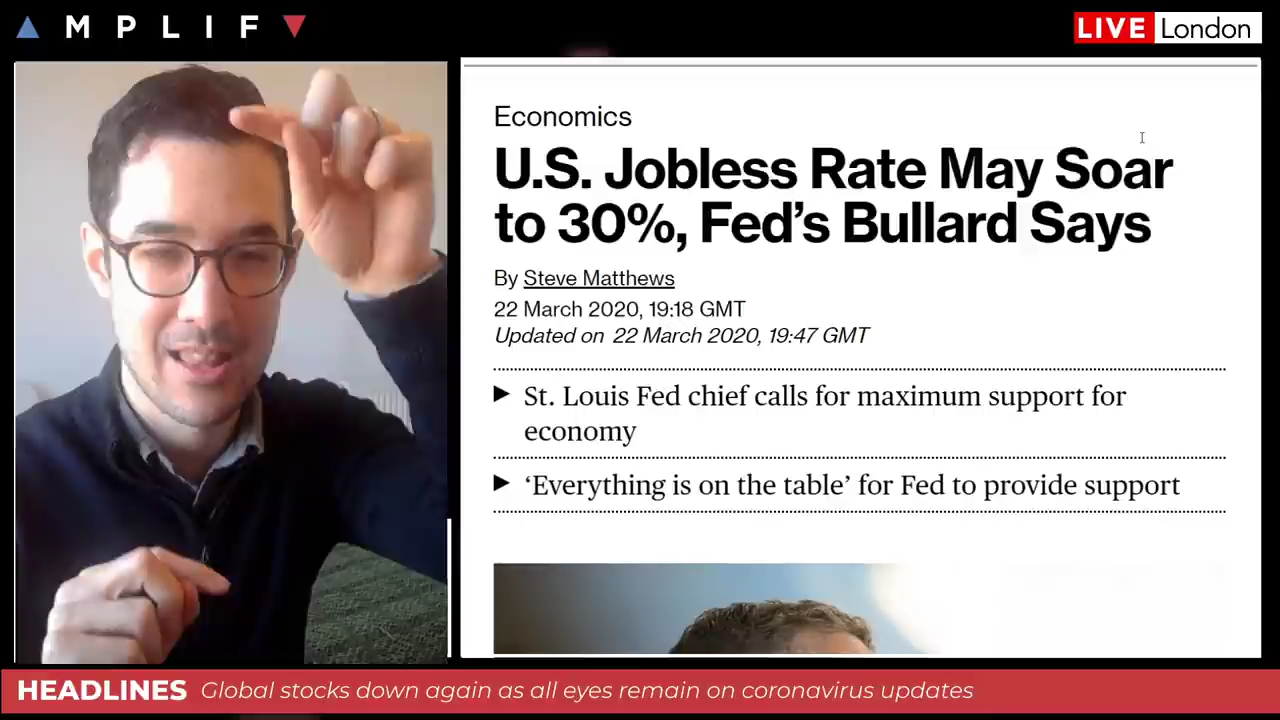 ▲ M P L I F ▼
LIVE London
Economics
U.S. Jobless Rate May Soar
to 30%, Fed’s Bullard Says
By Steve Matthews
22 March 2020, 19:18 GMT
Updated on 22 March 2020, 19:47 GMT
► St. Louis Fed chief calls for maximum support for
economy
► ‘Everything is on the table’ for Fed to provide support
HEADLINES Global stocks down again as all eyes remain on coronavirus updates